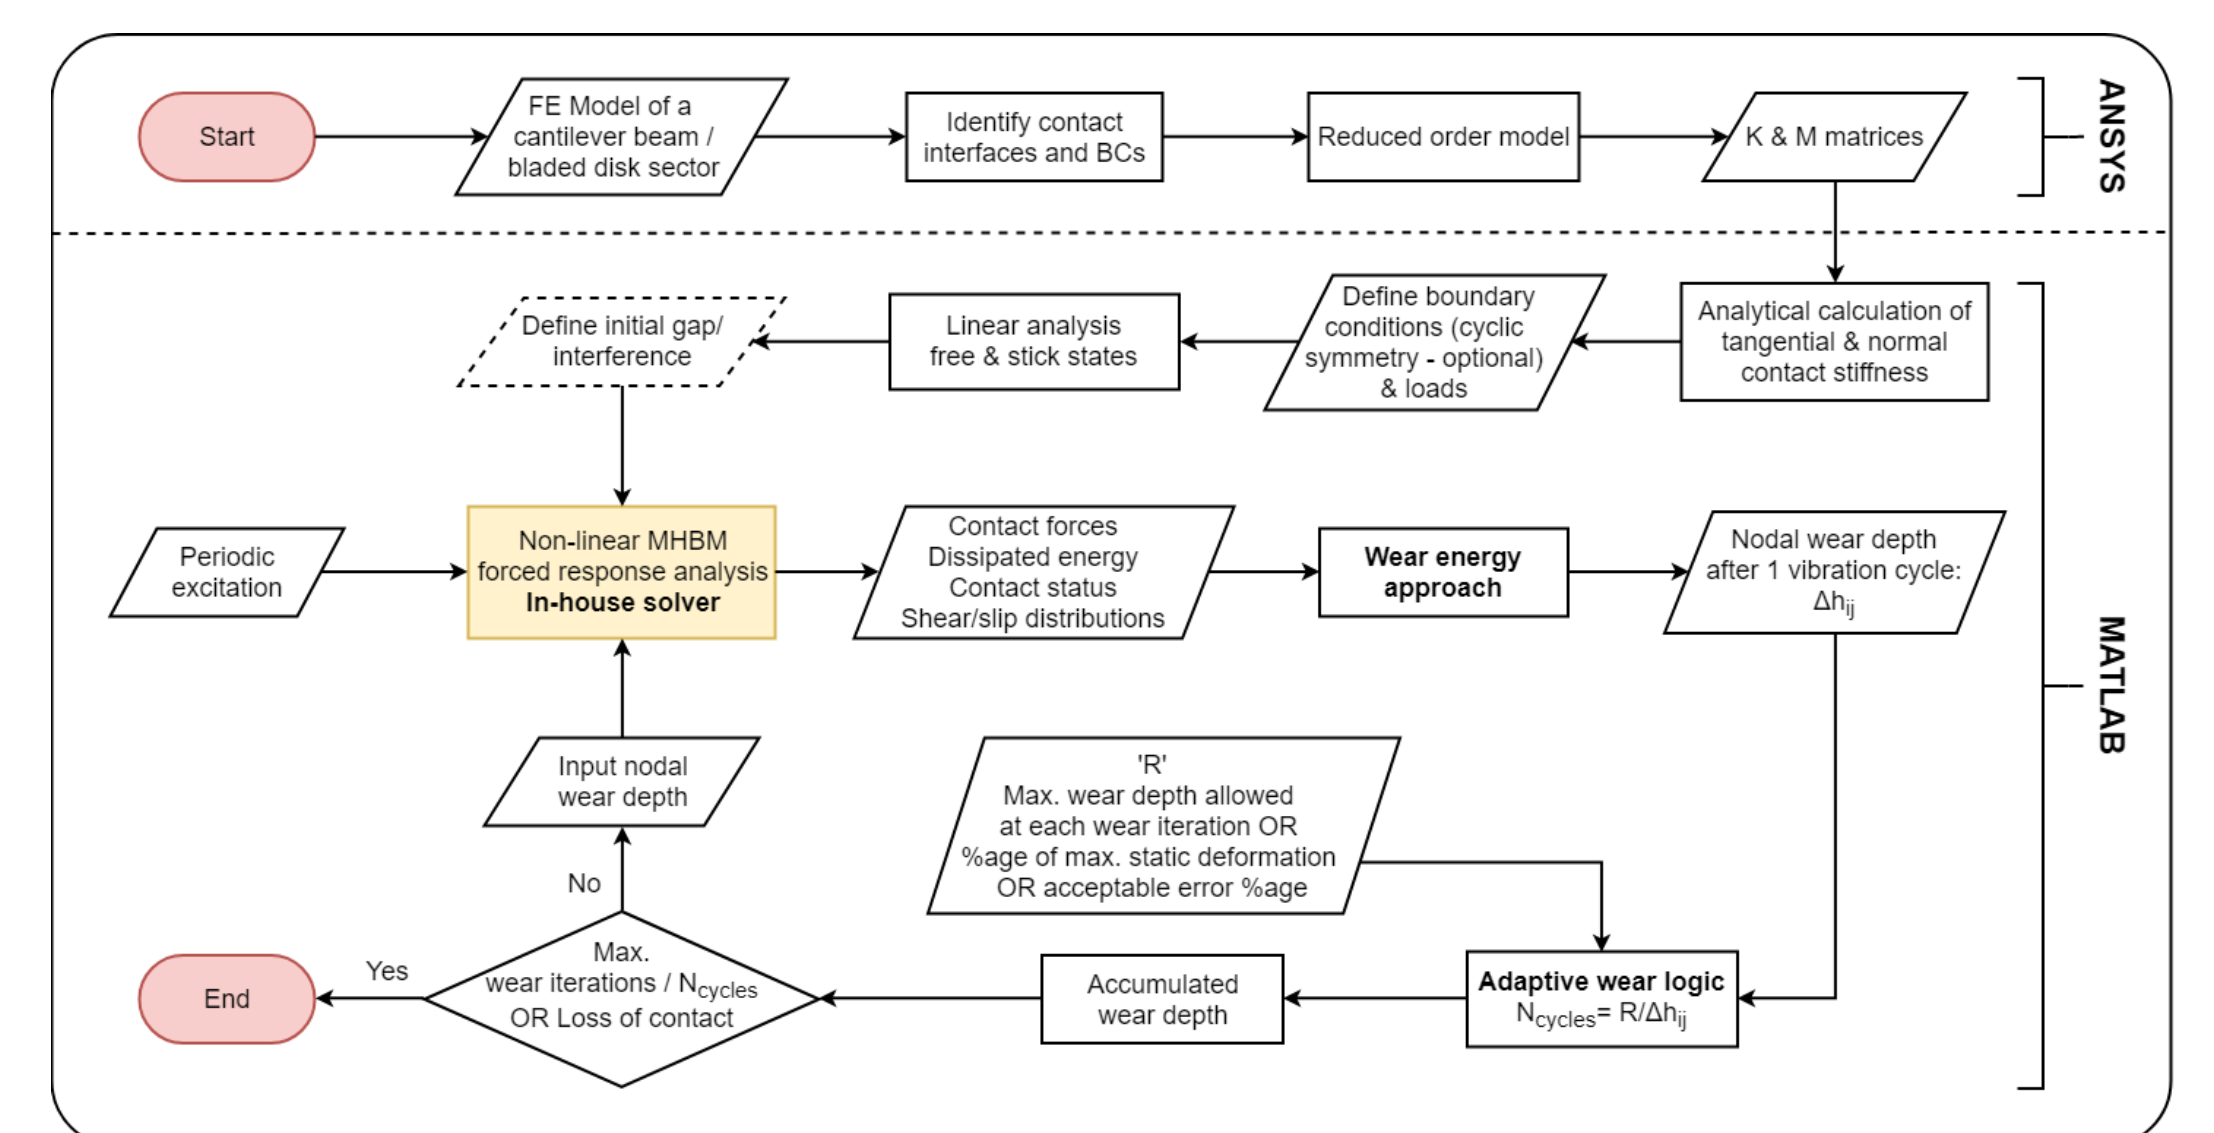 Start
FE Model of a
cantilever beam /
bladed disk sector
Identify contact
interfaces and BCs
Reduced order model
K & M matrices
ANSYS
Analytical calculation of
tangential & normal
contact stiffness
Define boundary
conditions (cyclic
symmetry - optional)
& loads
Linear analysis
free & stick states
Define initial gap/
interference
Periodic
excitation
Non-linear MHBM
forced response analysis
In-house solver
Contact forces
Dissipated energy
Contact status
Shear/slip distributions
Wear energy
approach
Nodal wear depth
after 1 vibration cycle:
Δhij
MATLAB
Input nodal
wear depth
'R'
Max. wear depth allowed
at each wear iteration OR
%age of max. static deformation
OR acceptable error %age
No
Adaptive wear logic
Ncycles= R/Δhij
Accumulated
wear depth
Max.
wear iterations / Ncycles
OR Loss of contact
Yes
End